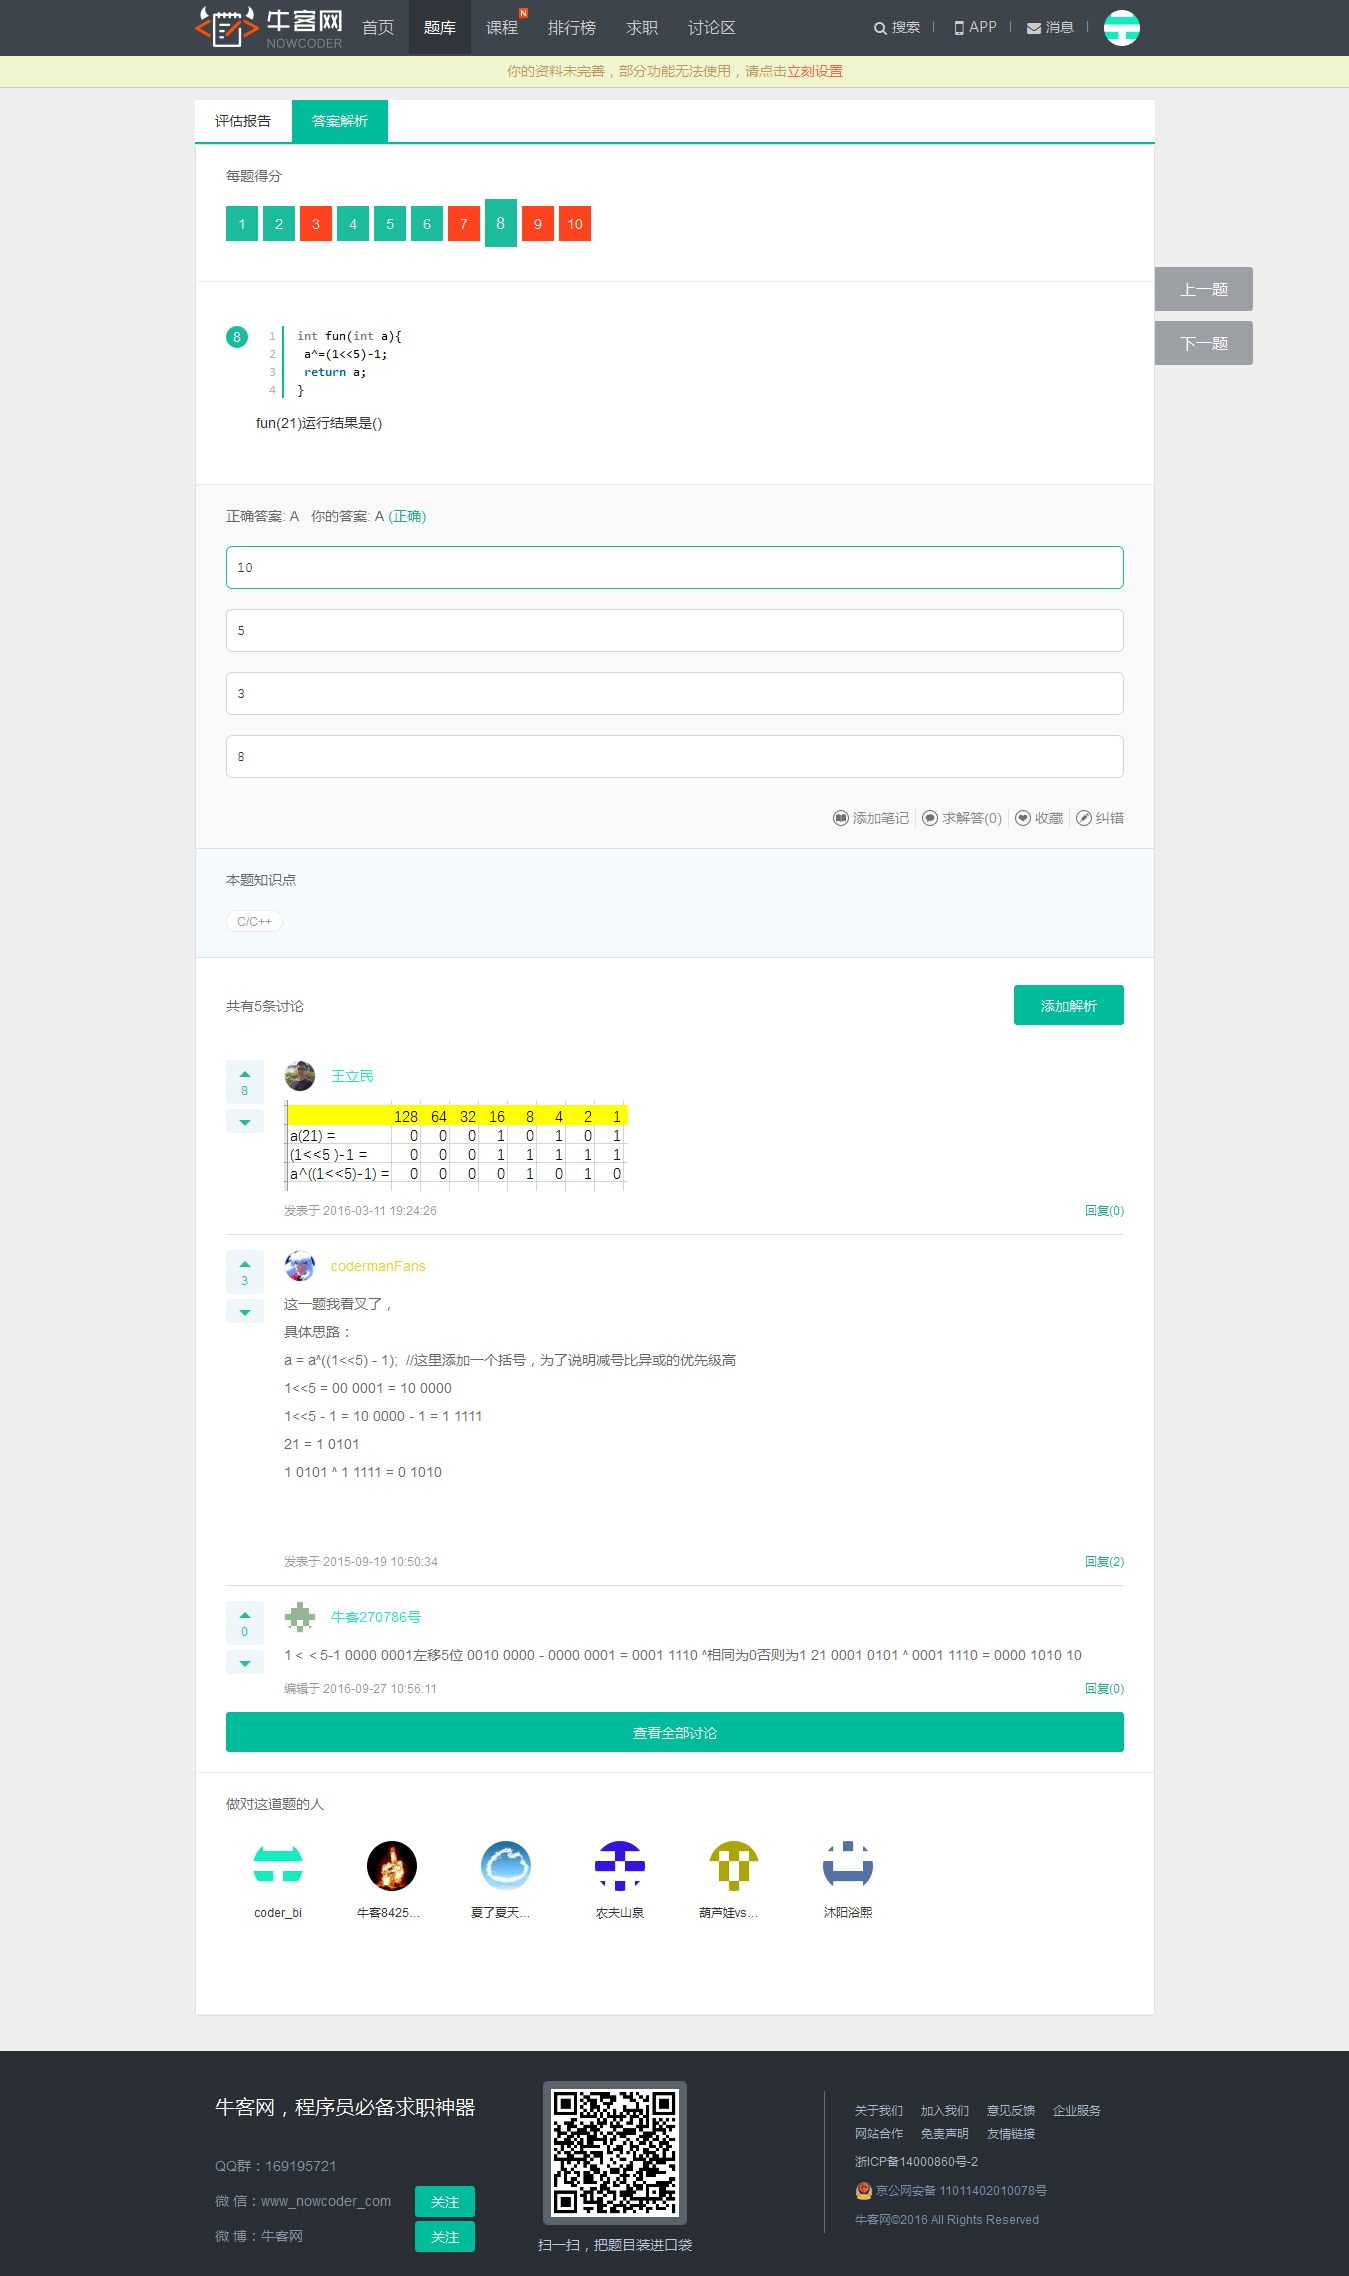 牛客网
NOWCODER
首页
题库
课程
N
排行榜
求职
讨论区
搜索
APP
消息
你的资料未完善，部分功能无法使用，请点击立刻设置
评估报告
答案解析
每题得分
1 2 3 4 5 6 7 8 9 10
上一题
下一题
8
1 int fun(int a){
2 a^=(1<<5)-1;
3 return a;
4 }
fun(21)运行结果是()
正确答案: A 你的答案: A (正确)
10
5
3
8
添加笔记
求解答(0)
收藏
纠错
本题知识点
C/C++
共有5条讨论
添加解析
8
王立民
128 64 32 16 8 4 2 1
a(21) = 0 0 0 1 0 1 0 1
(1<<5 )-1 = 0 0 0 1 1 1 1 1
a^((1<<5)-1) = 0 0 0 0 1 0 1 0
发表于 2016-03-11 19:24:26
回复(0)
3
codermanFans
这一题我看叉了，
具体思路：
a = a^((1<<5) - 1); //这里添加一个括号，为了说明减号比异或的优先级高
1<<5 = 00 0001 = 10 0000
1<<5 - 1 = 10 0000 - 1 = 1 1111
21 = 1 0101
1 0101 ^ 1 1111 = 0 1010
发表于 2015-09-19 10:50:34
回复(2)
0
牛客270786号
1 < < 5-1 0000 0001左移5位 0010 0000 - 0000 0001 = 0001 1110 ^相同为0否则为1 21 0001 0101 ^ 0001 1110 = 0000 1010 10
编辑于 2016-09-27 10:56:11
回复(0)
查看全部讨论
做对这道题的人
coder_bi
牛客8425...
夏了夏天...
农夫山泉
葫芦娃vs...
沐阳浴熙
牛客网，程序员必备求职神器
QQ群：169195721
微 信：www_nowcoder_com
关注
微 博：牛客网
关注
扫一扫，把题目装进口袋
关于我们 加入我们 意见反馈 企业服务
网站合作 免责声明 友情链接
浙ICP备14000860号-2
京公网安备 11011402010078号
牛客网©2016 All Rights Reserved